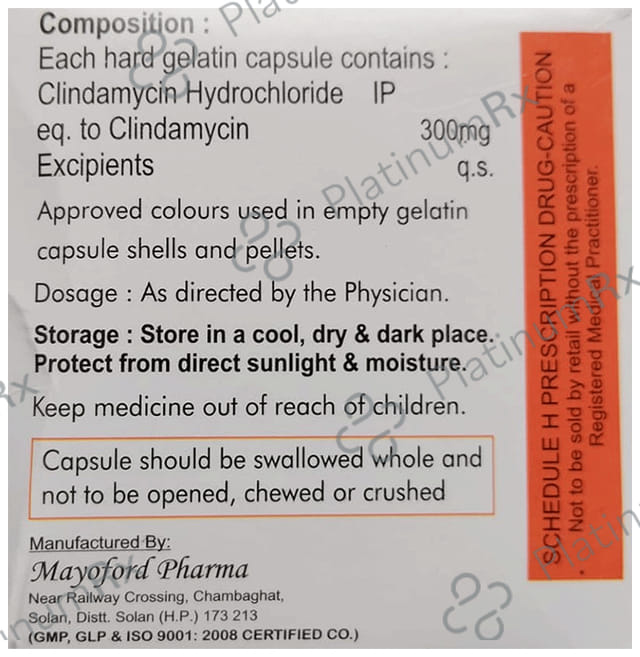 Composition :
Each hard gelatin capsule contains :
Clindamycin Hydrochloride IP
eq. to Clindamycin 300mg
Excipients q.s.
Approved colours used in empty gelatin
capsule shells and pellets.
Dosage : As directed by the Physician.
Storage : Store in a cool, dry & dark place.
Protect from direct sunlight & moisture.
Keep medicine out of reach of children.
Capsule should be swallowed whole and
not to be opened, chewed or crushed
Manufactured By:
Mayoford Pharma
Near Railway Crossing, Chambaghat,
Solan, Distt. Solan (H.P.) 173 213
(GMP, GLP & ISO 9001: 2008 CERTIFIED CO.)
SCHEDULE H PRESCRIPTION DRUG-CAUTION
. Not to be sold by retail without the prescription of a
Registered Medical Practitioner.
PlatinumRx
PlatinumRx
PlatinumRx
PlatinumRx